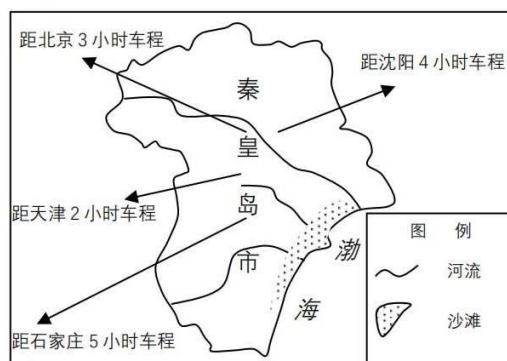 距北京3小时车程
距沈阳4小时车程
秦
皇
岛
市
距天津2小时车程
渤
海
距石家庄5小时车程
图 例
河流
沙滩